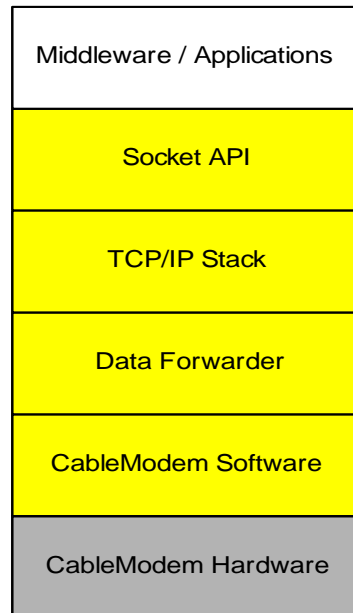 Middleware / Applications
Socket API
TCP/IP Stack
Data Forwarder
CableModem Software
CableModem Hardware